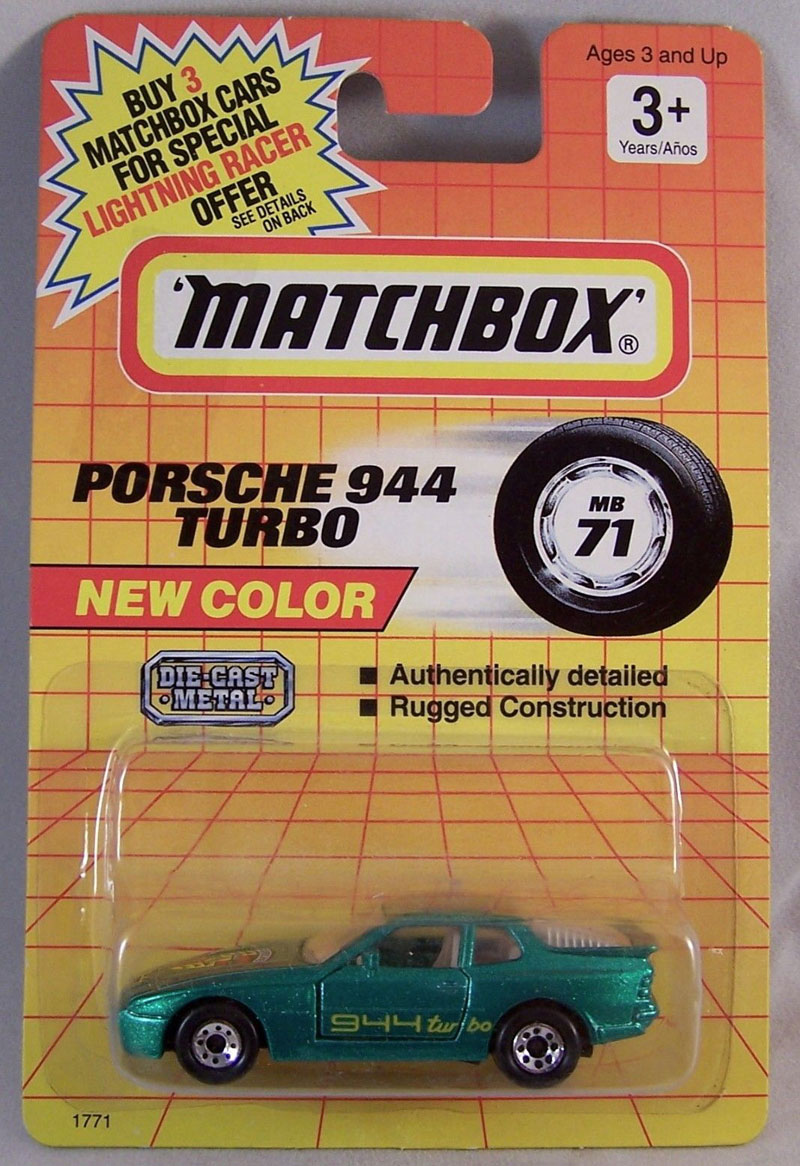 BUY 3
MATCHBOX CARS
FOR SPECIAL
LIGHTNING RACER
OFFER
SEE DETAILS
ON BACK
Ages 3 and Up
3+
Years/Años
'MATCHBOX'®
PORSCHE 944
TURBO
MB
71
NEW COLOR
DIE-CAST
•METAL•
■ Authentically detailed
■ Rugged Construction
944 turbo
1771